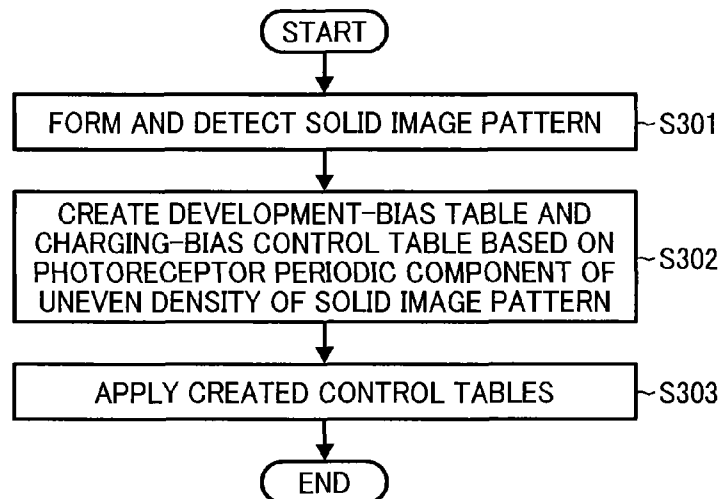 START
FORM AND DETECT SOLID IMAGE PATTERN
S301
CREATE DEVELOPMENT-BIAS TABLE AND
CHARGING-BIAS CONTROL TABLE BASED ON
PHOTORECEPTOR PERIODIC COMPONENT OF
UNEVEN DENSITY OF SOLID IMAGE PATTERN
S302
APPLY CREATED CONTROL TABLES
S303
END